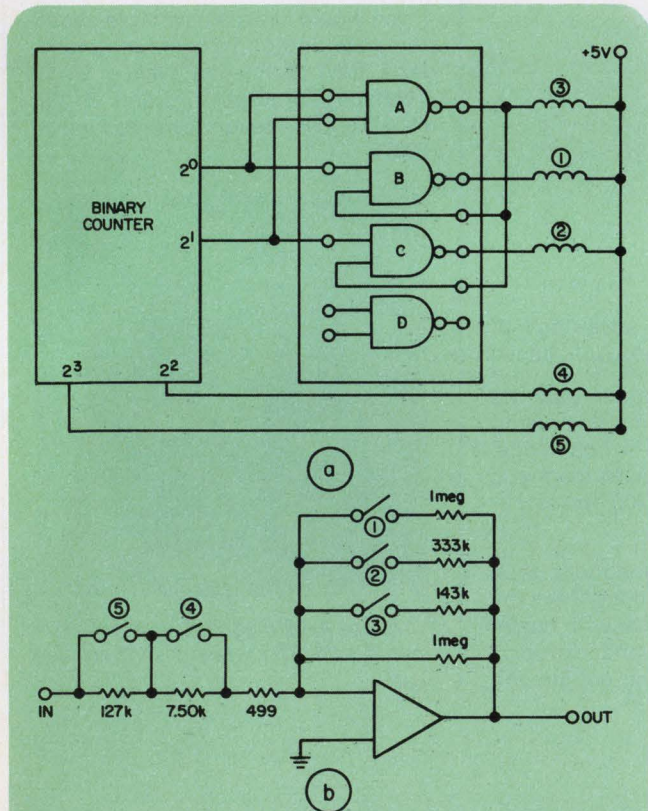 +5V
③
A
①
2⁰
B
BINARY
COUNTER
2¹
②
C
D
2³ 2²
④
⑤
a
1meg
①
333k
②
143k
⑤ ④
③
1meg
IN 127k 7.50k 499
OUT
b